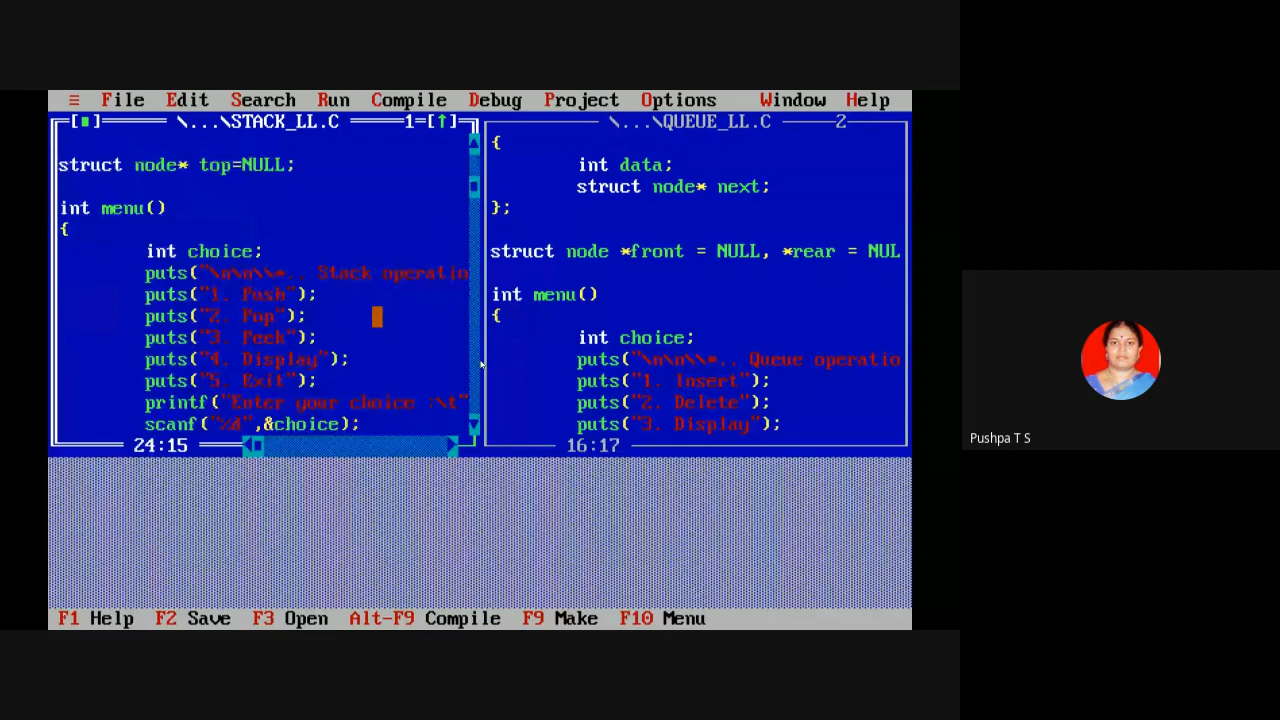 ≡ File Edit Search Run Compile Debug Project Options Window Help
[■] \...\STACK_LL.C 1=[↑]
struct node* top=NULL;
int menu()
{
int choice;
puts("\n\n\\*.. Stack operatio
puts("1. Push");
puts("2. Pop");
puts("3. Peek");
puts("4. Display");
puts("5. Exit");
printf("Enter your choice :\t"
scanf("%d",&choice);
24:15
\...\QUEUE_LL.C 2
{
int data;
struct node* next;
};
struct node *front = NULL, *rear = NUL
int menu()
{
int choice;
puts("\n\n\\*.. Queue operatio
puts("1. Insert");
puts("2. Delete");
puts("3. Display");
16:17
F1 Help F2 Save F3 Open Alt-F9 Compile F9 Make F10 Menu
Pushpa T S